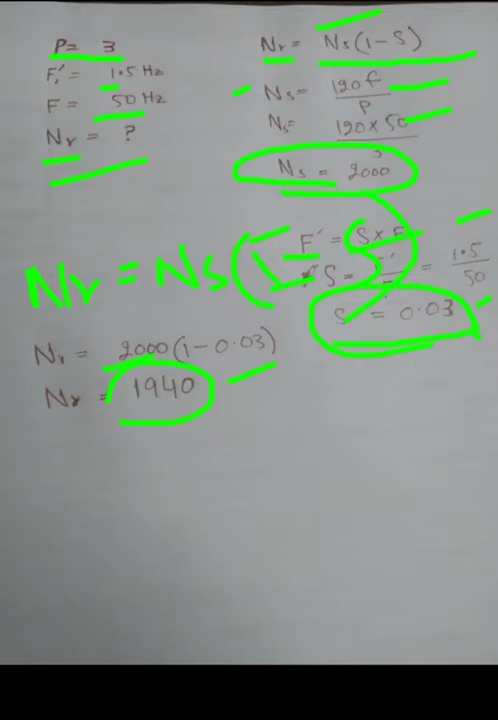 P= 3
F' = 1.5 Hz
F = 50 Hz
Nr = ?
Nr = Ns(1-S)
Ns = 120f/P
Ns= 120×50/3
Ns = 2000
F' = S×F
S = F'/F = 1.5/50
S = 0.03
Nr = Ns(1-S)
Nr = 2000(1-0.03)
Nr = 1940